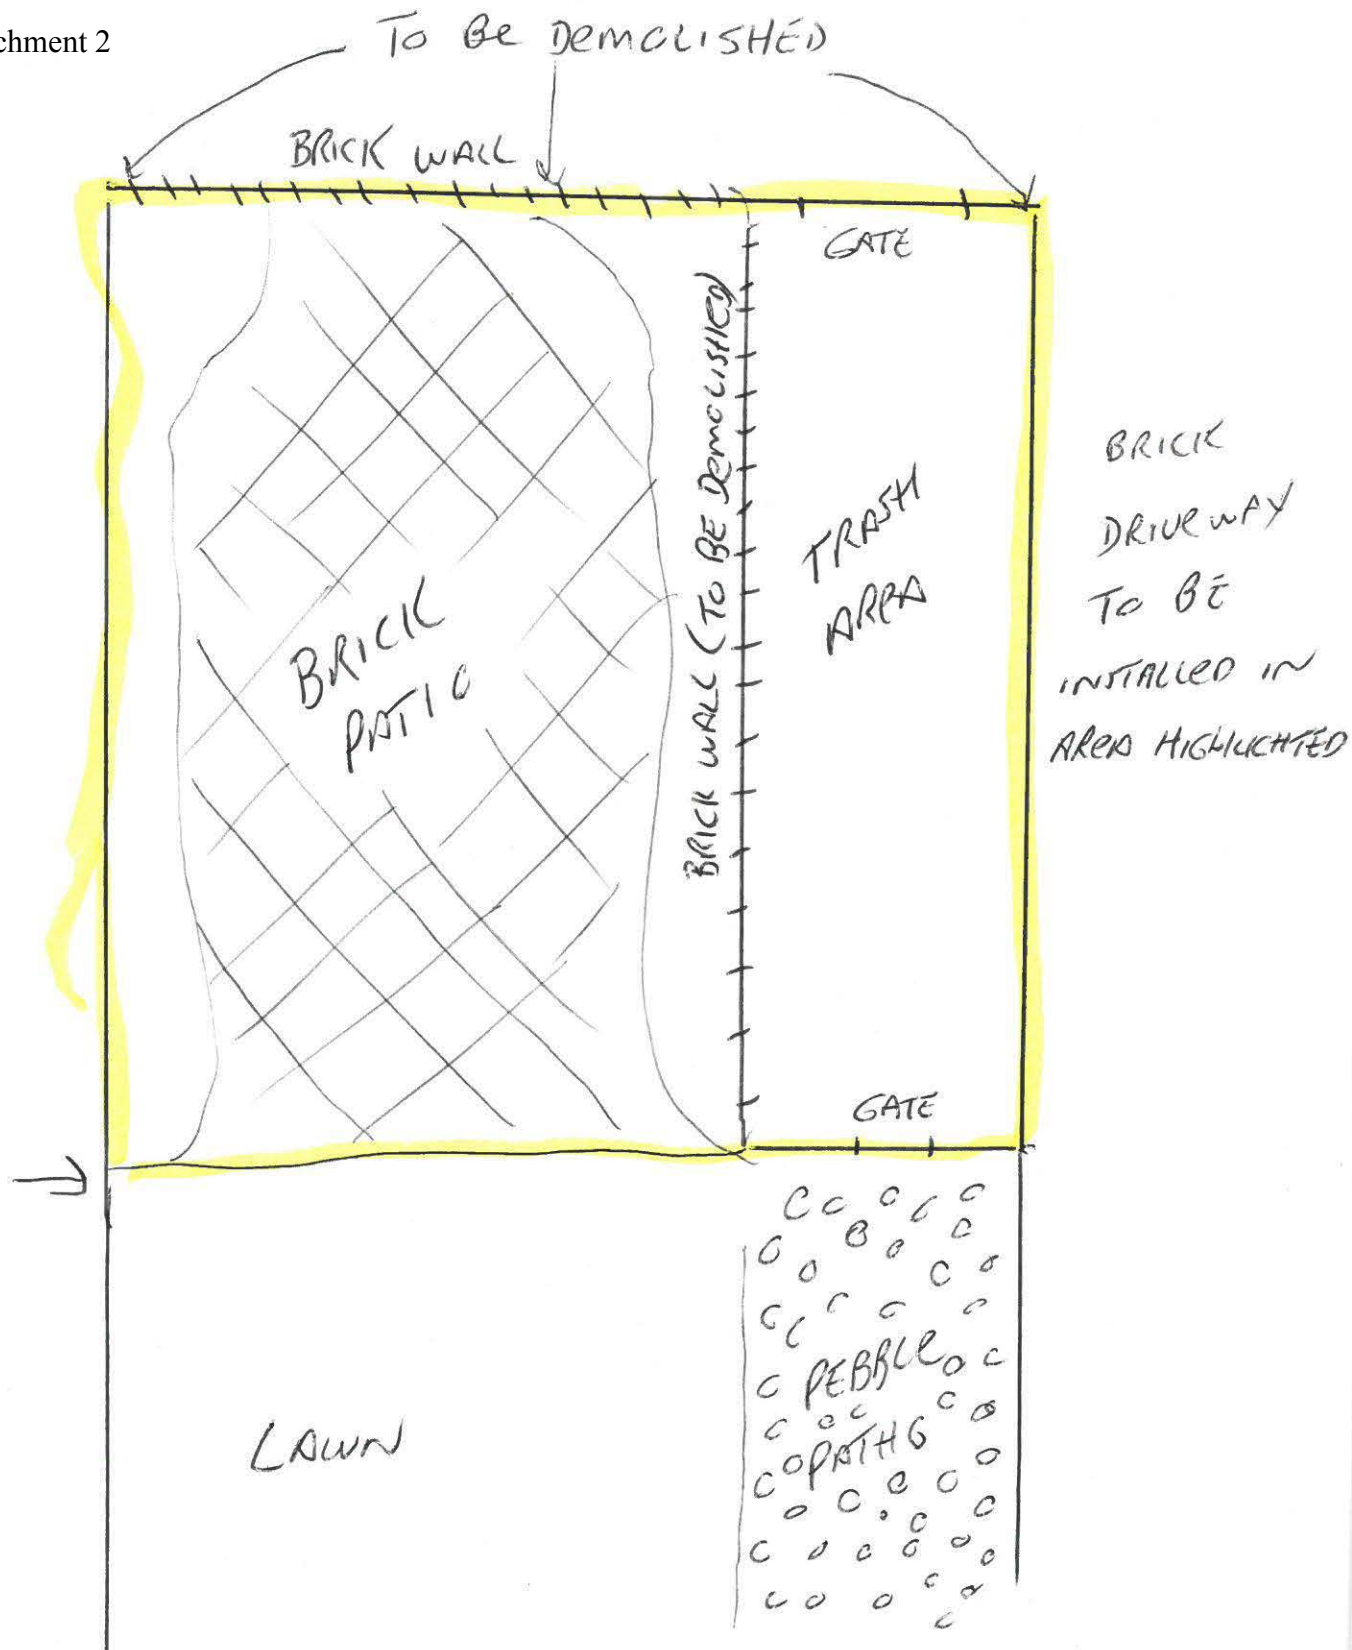 chment 2
TO BE DEMOLISHED
BRICK WALL
GATE
BRICK WALL (TO BE DEMOLISHED)
TRASH
AREA
BRICK
PATIO
BRICK
DRIVEWAY
TO BE
INSTALLED IN
AREA HIGHLIGHTED
GATE
PEBBLE
PATH
LAWN